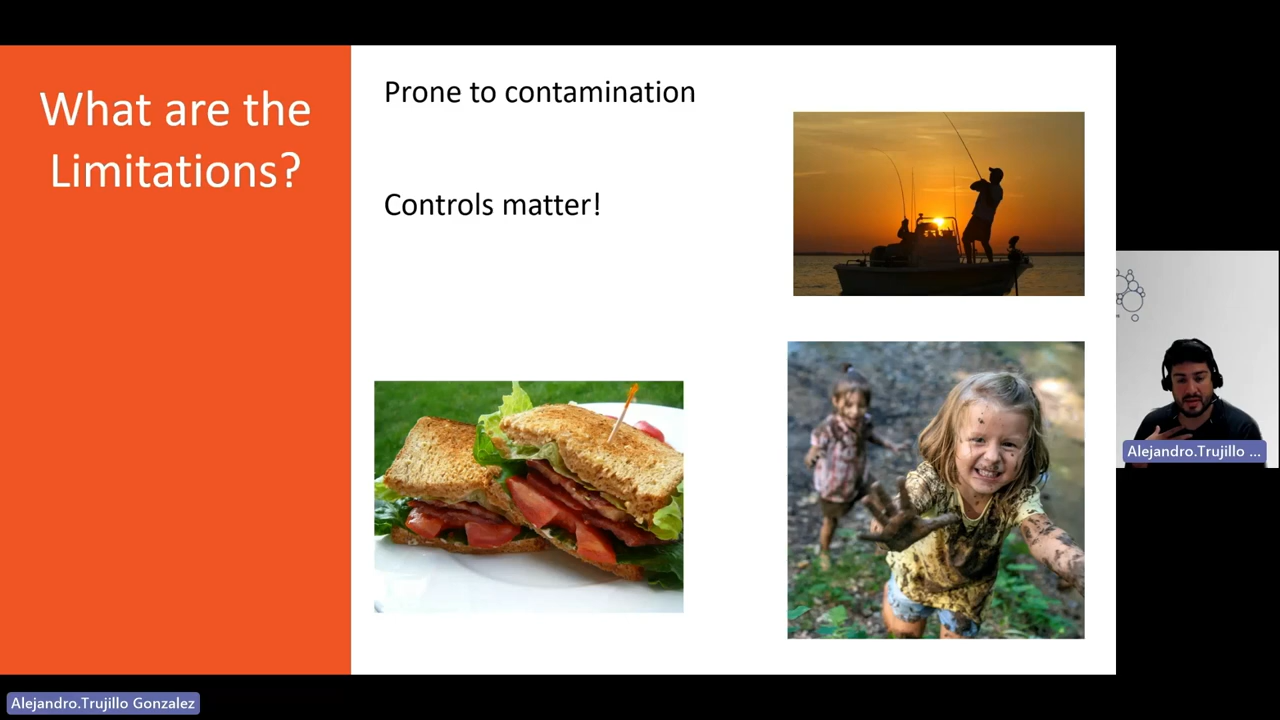 What are the
Limitations?
Prone to contamination
Controls matter!
Alejandro.Trujillo ...
Alejandro.Trujillo Gonzalez